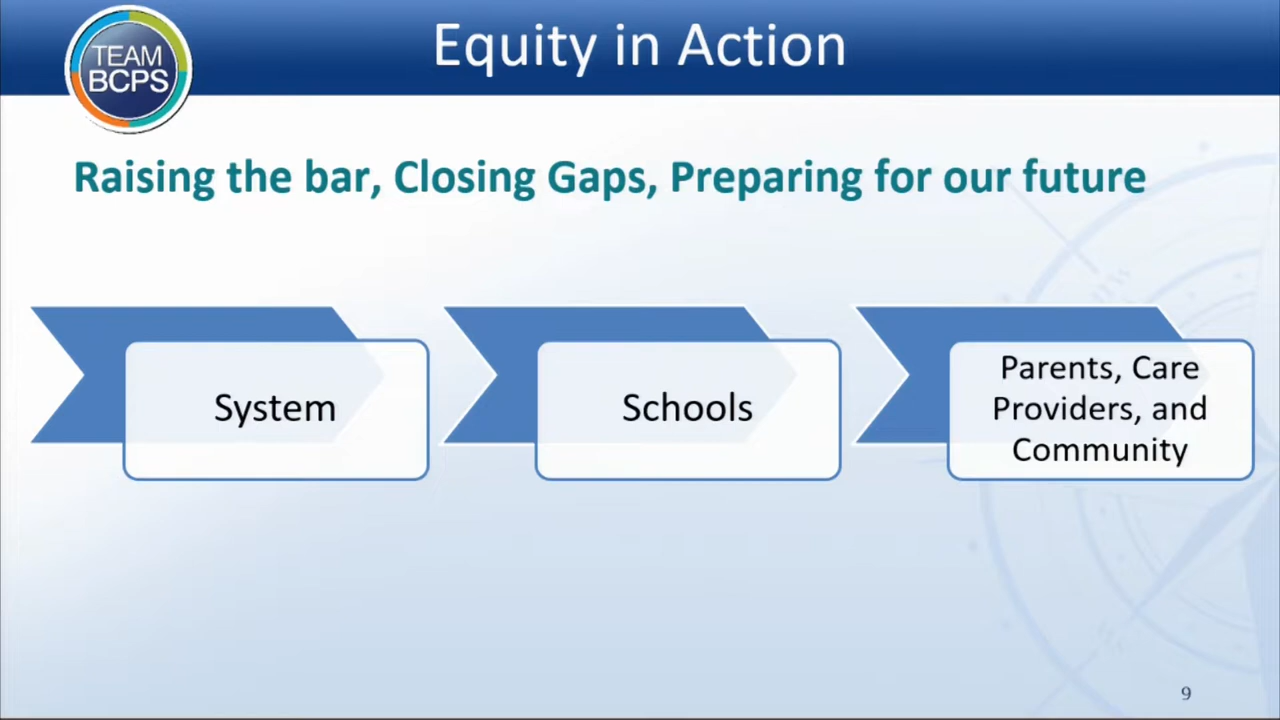 TEAM
BCPS
Equity in Action
Raising the bar, Closing Gaps, Preparing for our future
System
Schools
Parents, Care
Providers, and
Community
9